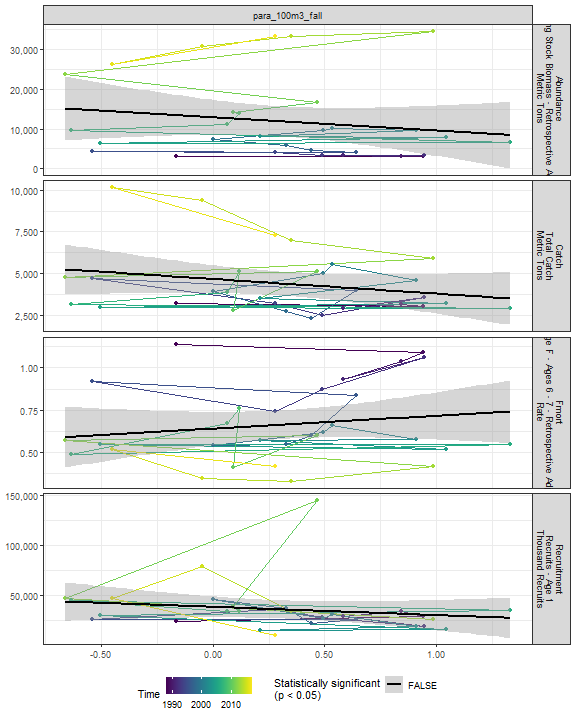 para_100m3_fall
30,000
20,000
10,000
0
Abundance
ng Stock Biomass - Retrospective A
Metric Tons
10,000
7,500
5,000
2,500
Catch
Total Catch
Metric Tons
1.00
0.75
0.50
Fmort
e F - Ages 6 - 7 - Retrospective Ad
Rate
150,000
100,000
50,000
Recruitment
Recruits - Age 1
Thousand Recruits
-0.50 0.00 0.50 1.00
Time
1990 2000 2010
Statistically significant
(p < 0.05)
FALSE